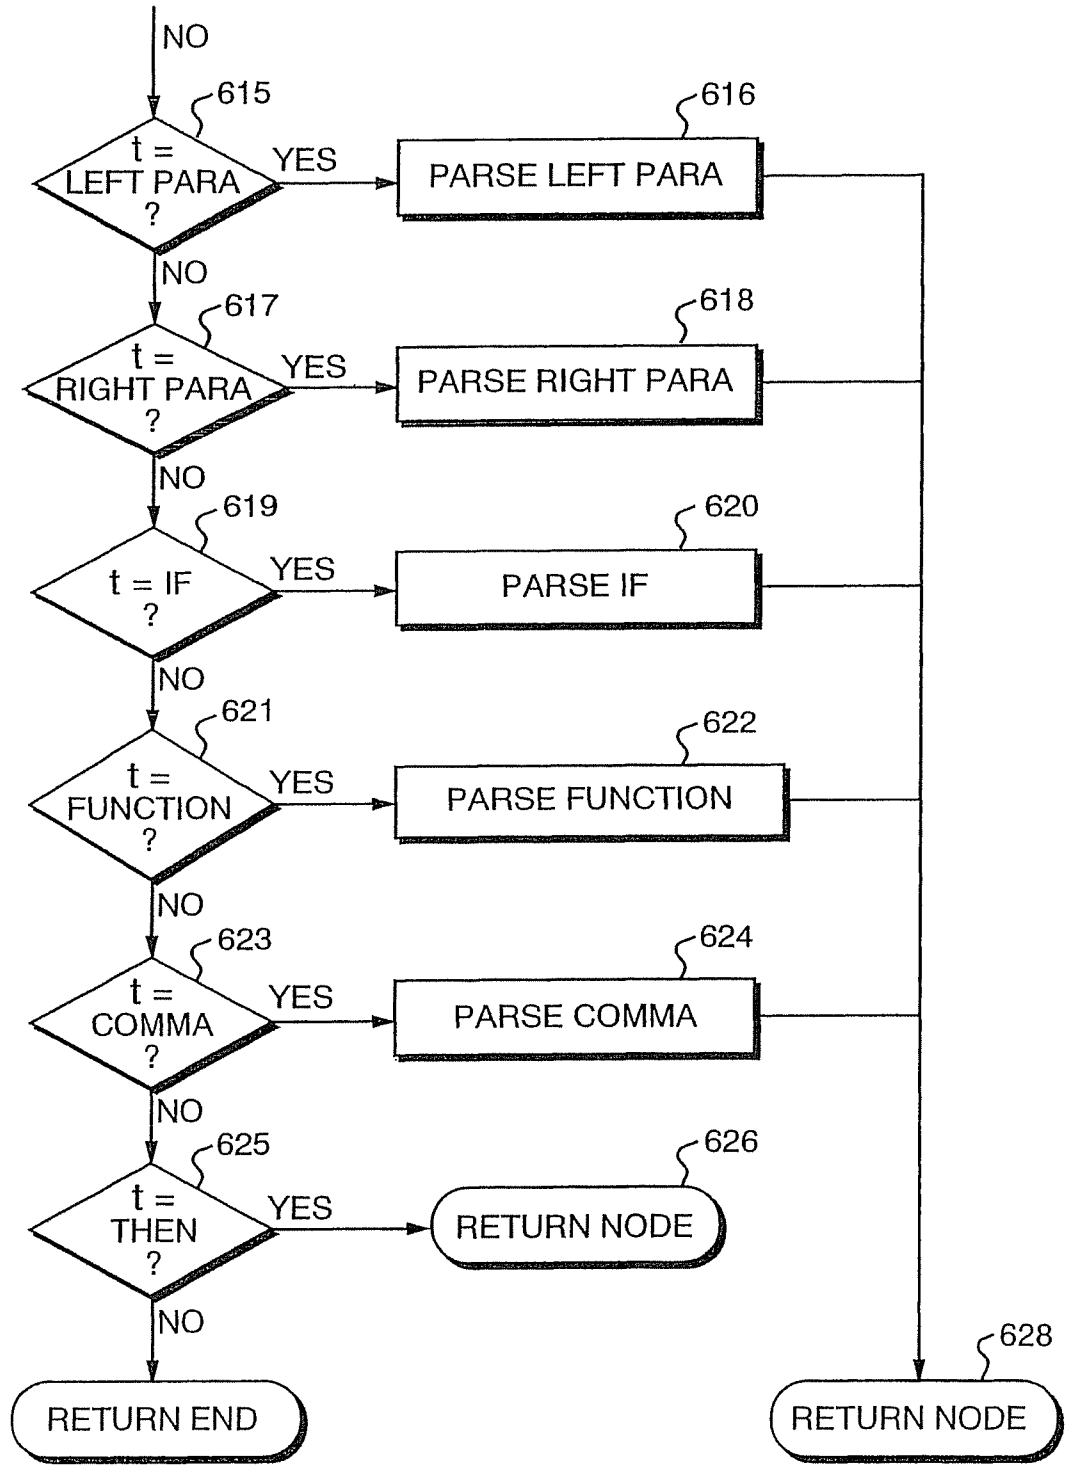 NO
615
616
t =
LEFT PARA
?
YES
PARSE LEFT PARA
NO
617
618
t =
RIGHT PARA
?
YES
PARSE RIGHT PARA
NO
619
620
t = IF
?
YES
PARSE IF
NO
621
622
t =
FUNCTION
?
YES
PARSE FUNCTION
NO
623
624
t =
COMMA
?
YES
PARSE COMMA
NO
625
626
t =
THEN
?
YES
RETURN NODE
NO
628
RETURN END
RETURN NODE